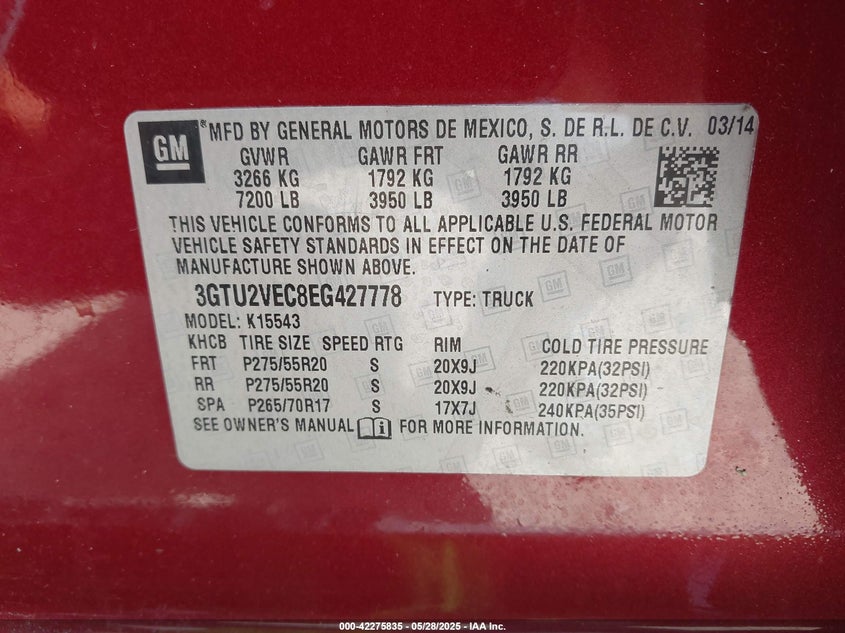 GM
® MFD BY GENERAL MOTORS DE MEXICO, S. DE R.L. DE C.V. 03/14
GVWR GAWR FRT GAWR RR
3266 KG 1792 KG 1792 KG
7200 LB 3950 LB 3950 LB
THIS VEHICLE CONFORMS TO ALL APPLICABLE U.S. FEDERAL MOTOR
VEHICLE SAFETY STANDARDS IN EFFECT ON THE DATE OF
MANUFACTURE SHOWN ABOVE.
3GTU2VEC8EG427778 TYPE: TRUCK
MODEL: K15543
KHCB TIRE SIZE SPEED RTG RIM COLD TIRE PRESSURE
FRT P275/55R20 S 20X9J 220KPA(32PSI)
RR P275/55R20 S 20X9J 220KPA(32PSI)
SPA P265/70R17 S 17X7J 240KPA(35PSI)
SEE OWNER'S MANUAL FOR MORE INFORMATION.
000-42275835 - 05/28/2025 - IAA Inc.